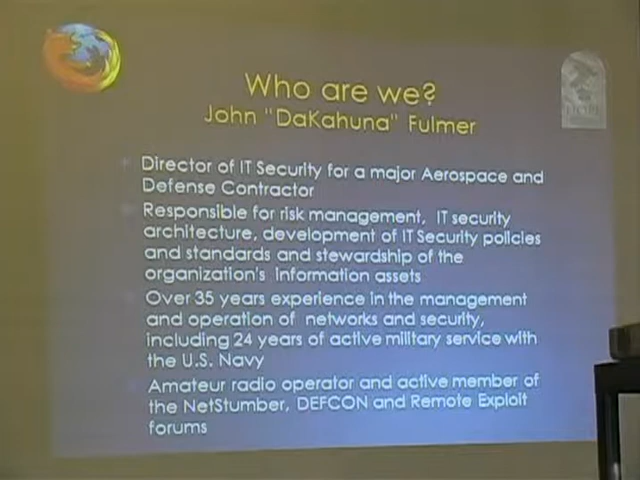 Who are we?
John "DaKahuna" Fulmer
Director of IT Security for a major Aerospace and
Defense Contractor
Responsible for risk management, IT security
architecture, development of IT Security policies
and standards and stewardship of the
organization's information assets
Over 35 years experience in the management
and operation of networks and security,
including 24 years of active military service with
the U.S. Navy
Amateur radio operator and active member of
the NetStumber, DEFCON and Remote Exploit
forums